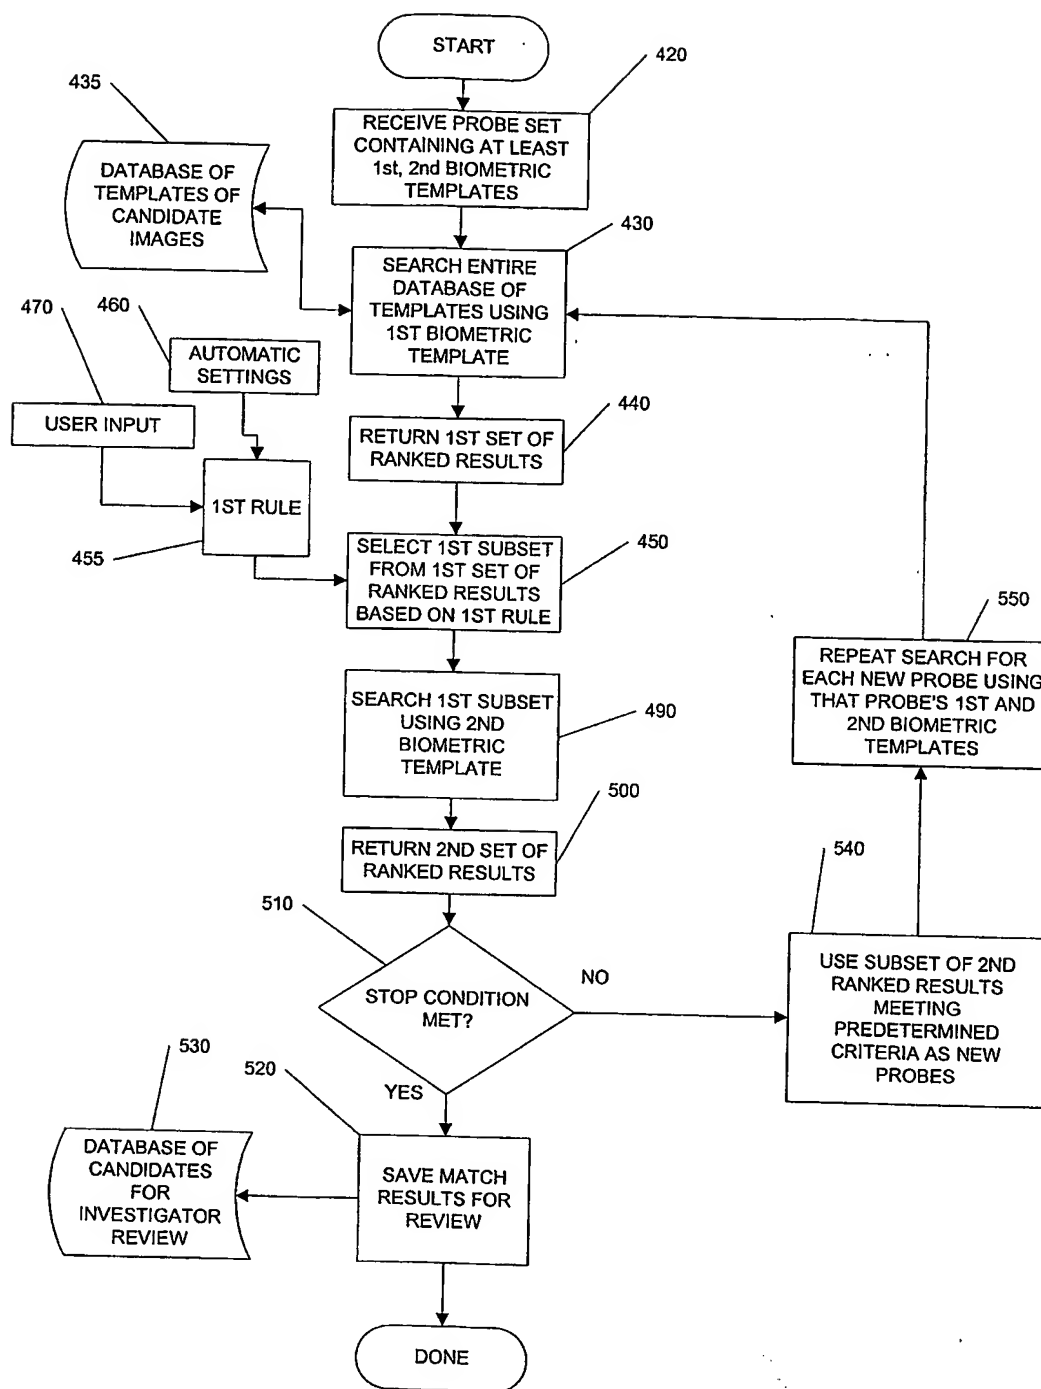 START
420
435
RECEIVE PROBE SET
CONTAINING AT LEAST
1st, 2nd BIOMETRIC
TEMPLATES
DATABASE OF
TEMPLATES OF
CANDIDATE
IMAGES
430
SEARCH ENTIRE
DATABASE OF
TEMPLATES USING
1ST BIOMETRIC
TEMPLATE
470
460
AUTOMATIC
SETTINGS
USER INPUT
440
RETURN 1ST SET OF
RANKED RESULTS
1ST RULE
455
450
SELECT 1ST SUBSET
FROM 1ST SET OF
RANKED RESULTS
BASED ON 1ST RULE
550
REPEAT SEARCH FOR
EACH NEW PROBE USING
THAT PROBE'S 1ST AND
2ND BIOMETRIC
TEMPLATES
490
SEARCH 1ST SUBSET
USING 2ND
BIOMETRIC
TEMPLATE
500
RETURN 2ND SET OF
RANKED RESULTS
540
510
STOP CONDITION
MET?
NO
USE SUBSET OF 2ND
RANKED RESULTS
MEETING
PREDETERMINED
CRITERIA AS NEW
PROBES
YES
530
520
DATABASE OF
CANDIDATES
FOR
INVESTIGATOR
REVIEW
SAVE MATCH
RESULTS FOR
REVIEW
DONE